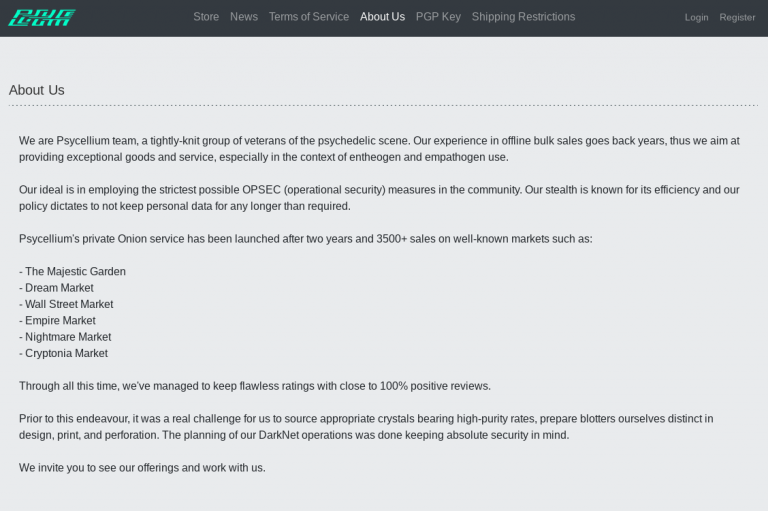 Store News Terms of Service About Us PGP Key Shipping Restrictions Login Register
About Us
We are Psycellium team, a tightly-knit group of veterans of the psychedelic scene. Our experience in offline bulk sales goes back years, thus we aim at
providing exceptional goods and service, especially in the context of entheogen and empathogen use.
Our ideal is in employing the strictest possible OPSEC (operational security) measures in the community. Our stealth is known for its efficiency and our
policy dictates to not keep personal data for any longer than required.
Psycellium's private Onion service has been launched after two years and 3500+ sales on well-known markets such as:
- The Majestic Garden
- Dream Market
- Wall Street Market
- Empire Market
- Nightmare Market
- Cryptonia Market
Through all this time, we've managed to keep flawless ratings with close to 100% positive reviews.
Prior to this endeavour, it was a real challenge for us to source appropriate crystals bearing high-purity rates, prepare blotters ourselves distinct in
design, print, and perforation. The planning of our DarkNet operations was done keeping absolute security in mind.
We invite you to see our offerings and work with us.